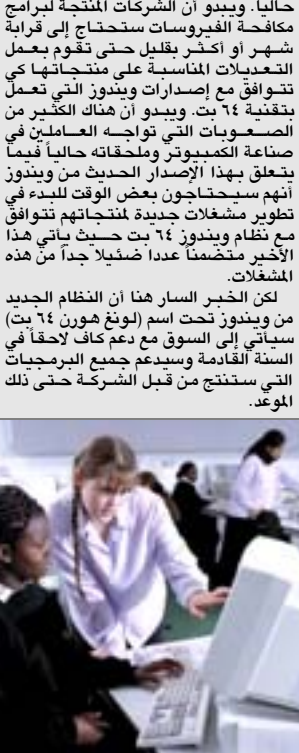 حالياً. ويبدو أن الشركات المنتجة لبرامج
مكافحة الفيروسات ستحتاج إلى قرابة
شهر أو أكثر بقليل حتى تقوم بعمل
التعديلات المناسبة على منتجاتها كي
تتوافق مع إصدارات ويندوز التي تعمل
بتقنية ٦٤ بت. ويبدو أن هناك الكثير من
الصعوبات التي تواجه العاملين في
صناعة الكمبيوتر وملحقاته حالياً فيما
يتعلق بهذا الإصدار الحديث من ويندوز
أنهم سيحتاجون بعض الوقت للبدء في
تطوير مشغلات جديدة لمنتجاتهم تتوافق
مع نظام ويندوز ٦٤ بت حيث يأتي هذا
الأخير متضمناً عددا ضئيلا جداً من هذه
المشغلات.
لكن الخبر السار هنا أن النظام الجديد
من ويندوز تحت اسم (لونغ هورن ٦٤ بت)
سيأتي إلى السوق مع دعم كاف لاحقاً في
السنة القادمة وسيدعم جميع البرمجيات
التي ستنتج من قبل الشركة حتى ذلك
الموعد.